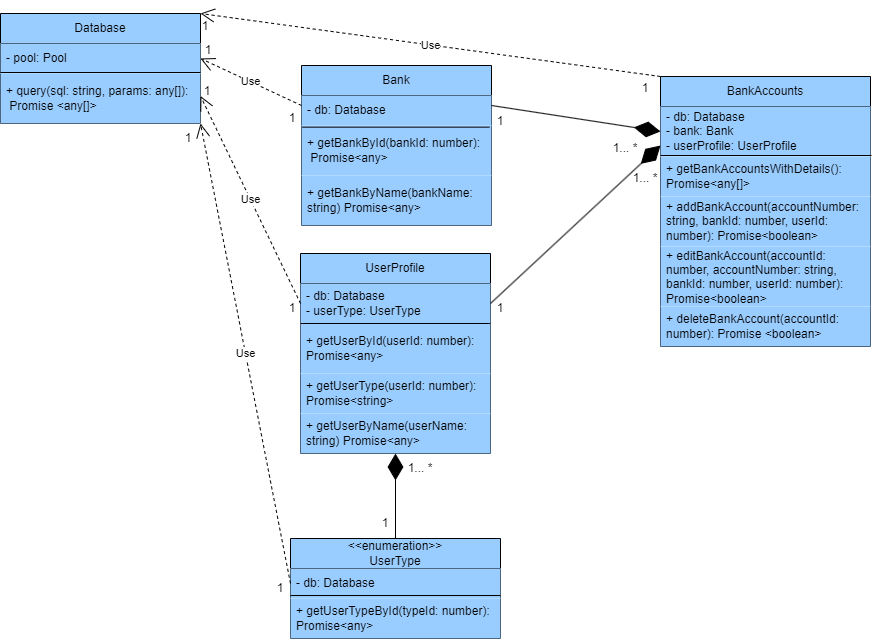 Database
- pool: Pool
+ query(sql: string, params: any[]):
Promise <any[]>
1
1
1
1
Use
Use
Use
Use
1
Bank
- db: Database
+ getBankById(bankId: number):
Promise<any>
+ getBankByName(bankName:
string) Promise<any>
1
1
1
BankAccounts
- db: Database
- bank: Bank
- userProfile: UserProfile
+ getBankAccountsWithDetails():
Promise<any[]>
+ addBankAccount(accountNumber:
string, bankId: number, userId:
number): Promise<boolean>
+ editBankAccount(accountId:
number, accountNumber: string,
bankId: number, userId: number):
Promise<boolean>
+ deleteBankAccount(accountId:
number): Promise <boolean>
1... *
1... *
UserProfile
- db: Database
- userType: UserType
+ getUserById(userId: number):
Promise<any>
+ getUserType(userId: number):
Promise<string>
+ getUserByName(userName:
string) Promise<any>
1
1
1... *
1
<<enumeration>>
UserType
- db: Database
+ getUserTypeById(typeId: number):
Promise<any>